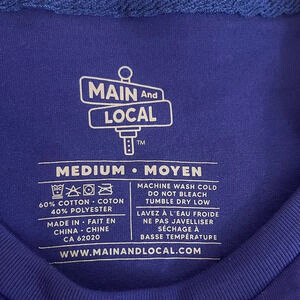 MAIN And
LOCAL
TM
MEDIUM • MOYEN
60% COTTON • COTON
40% POLYESTER
MADE IN • FAIT EN
CHINA • CHINE
CA 62020
MACHINE WASH COLD
DO NOT BLEACH
TUMBLE DRY LOW
LAVEZ À L'EAU FROIDE
NE PAS JAVELLISER
SÉCHAGE À
BASSE TEMPÉRATURE
WWW.MAINANDLOCAL.COM